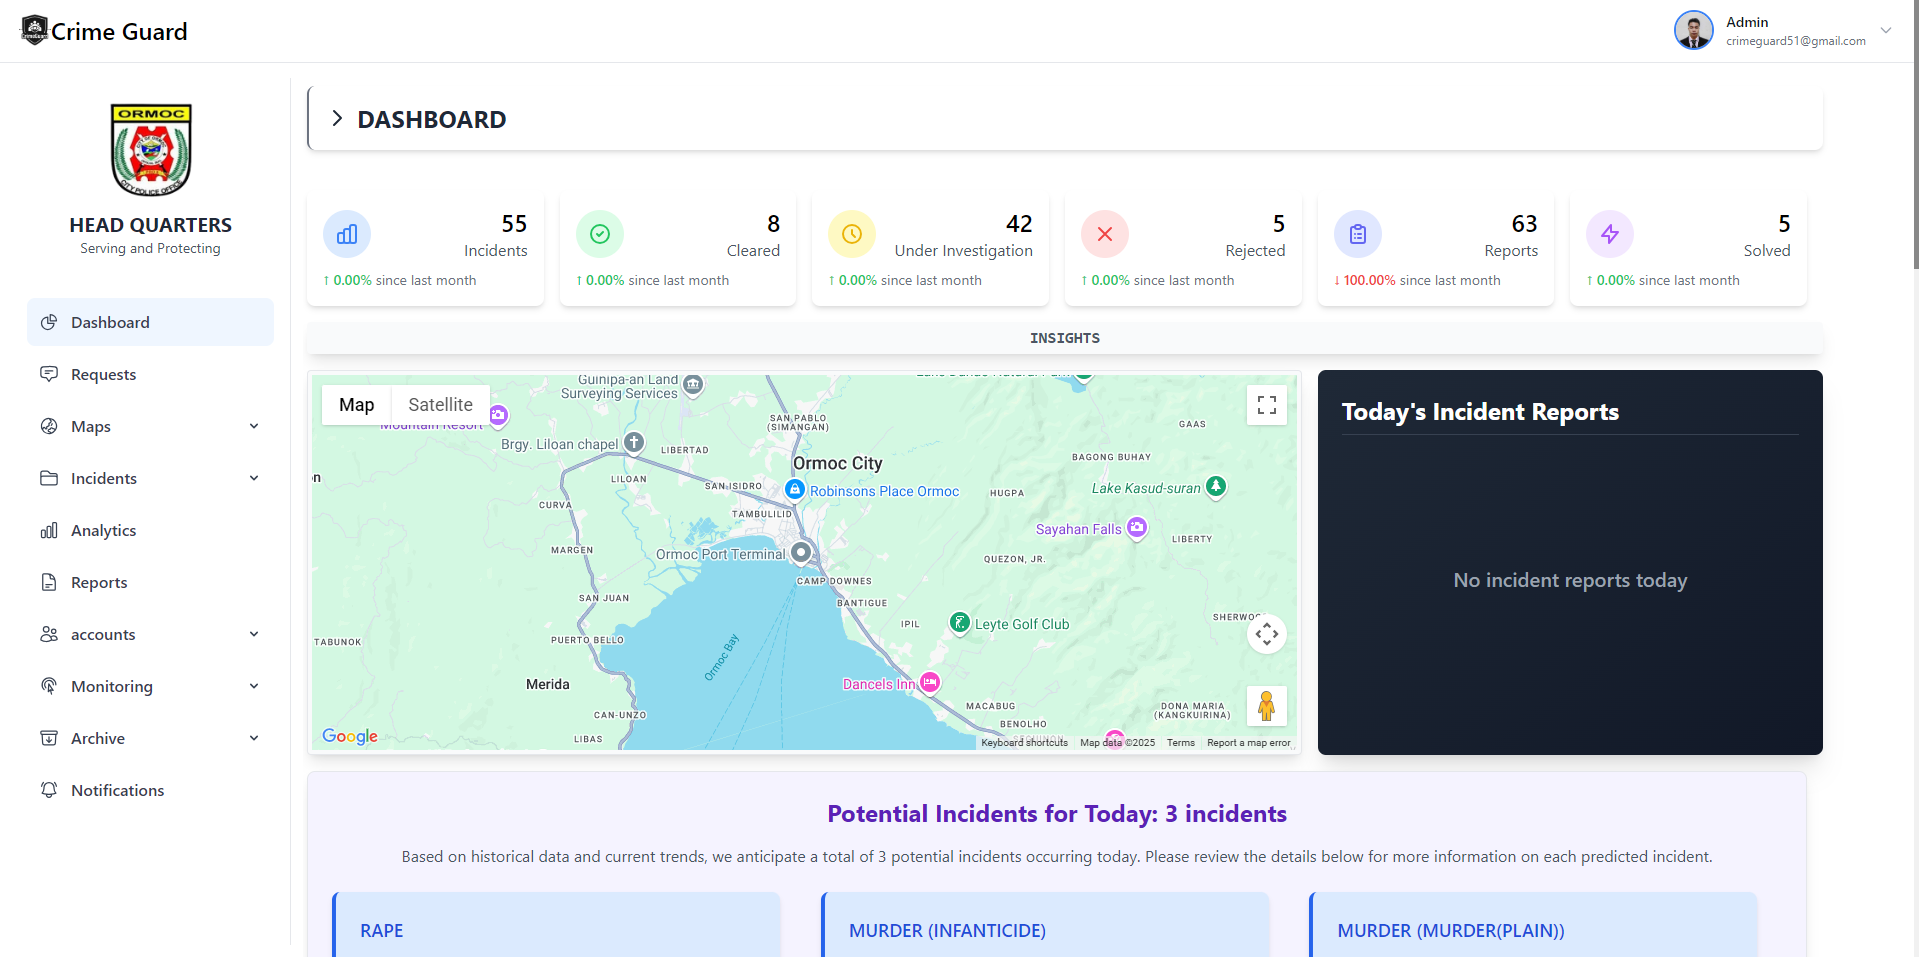 Crime Guard
Admin
crimeguard51@gmail.com
ORMOC
CITY POLICE OFFICE
HEAD QUARTERS
Serving and Protecting
Dashboard
Requests
Maps
Incidents
Analytics
Reports
accounts
Monitoring
Archive
Notifications
DASHBOARD
55
Incidents
↑ 0.00% since last month
8
Cleared
↑ 0.00% since last month
42
Under Investigation
↑ 0.00% since last month
5
Rejected
↑ 0.00% since last month
63
Reports
↓ 100.00% since last month
5
Solved
↑ 0.00% since last month
INSIGHTS
Map
Satellite
Guinipa-an Land
Surveying Services
Mountain Resort
SAN PABLO
(SIMANGAN)
GAAS
Brgy. Liloan chapel
LIBERTAD
Ormoc City
BAGONG BUHAY
LILOAN
SAN ISIDRO
Robinsons Place Ormoc
HUGPA
Lake Kasud-suran
CURVA
TAMBULILID
Sayahan Falls
LIBERTY
MARGEN
Ormoc Port Terminal
QUEZON, JR.
CAMP DOWNES
SAN JUAN
BANTIGUE
IPIL
Leyte Golf Club
TABUNOK
PUERTO BELLO
Ormoc Bay
Merida
Dancels Inn
CAN-UNZO
MACABUG
DONA MARIA
(KANGKUIRINA)
BENOLHO
LIBAS
Google
Keyboard shortcuts
Map data ©2025
Terms
Report a map error
Today's Incident Reports
No incident reports today
Potential Incidents for Today: 3 incidents
Based on historical data and current trends, we anticipate a total of 3 potential incidents occurring today. Please review the details below for more information on each predicted incident.
RAPE
MURDER (INFANTICIDE)
MURDER (MURDER(PLAIN))